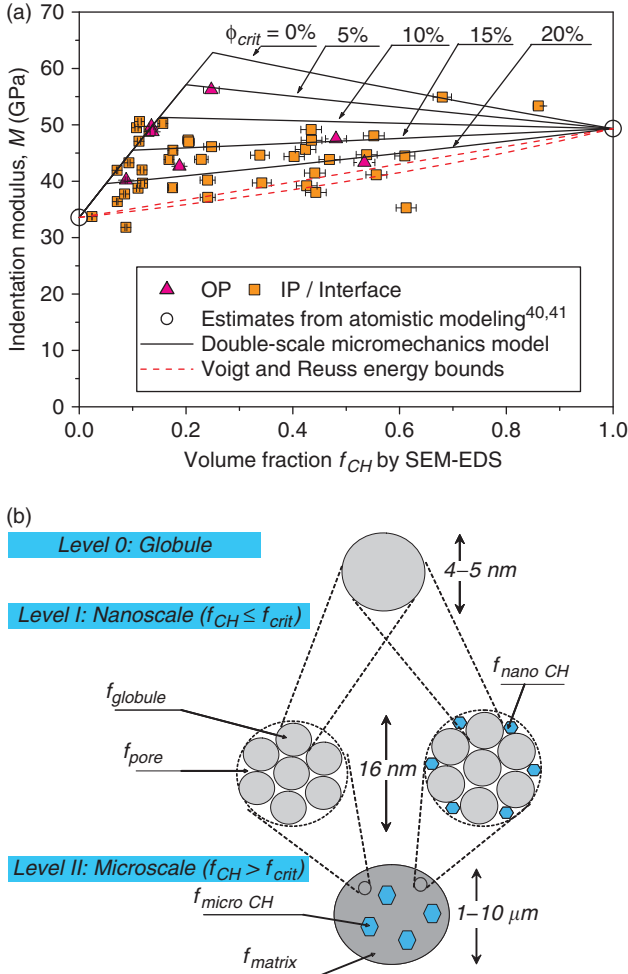 (a)
70
60
50
40
30
20
10
0
Indentation modulus, M (GPa)
ϕcrit = 0%
5%
10%
15%
20%
OP
IP / Interface
Estimates from atomistic modeling40,41
Double-scale micromechanics model
Voigt and Reuss energy bounds
0.0
0.2
0.4
0.6
0.8
1.0
Volume fraction fCH by SEM-EDS
(b)
Level 0: Globule
4–5 nm
Level I: Nanoscale (fCH ≤ fcrit)
fnano CH
fglobule
fpore
16 nm
Level II: Microscale (fCH > fcrit)
fmicro CH
1–10 μm
fmatrix